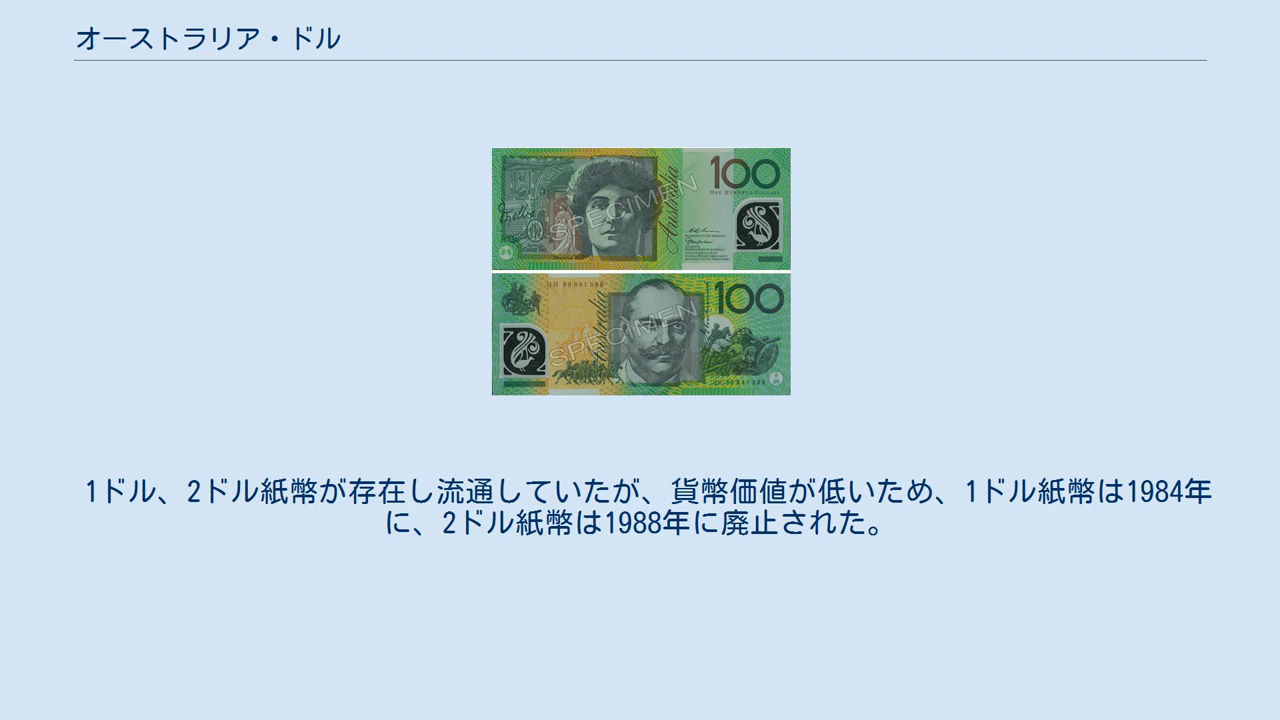 オーストラリア・ドル
100
ONE HUNDRED DOLLARS
Australia
SPECIMEN
100
Australia
SPECIMEN
1ドル、2ドル紙幣が存在し流通していたが、貨幣価値が低いため、1ドル紙幣は1984年
に、2ドル紙幣は1988年に廃止された。